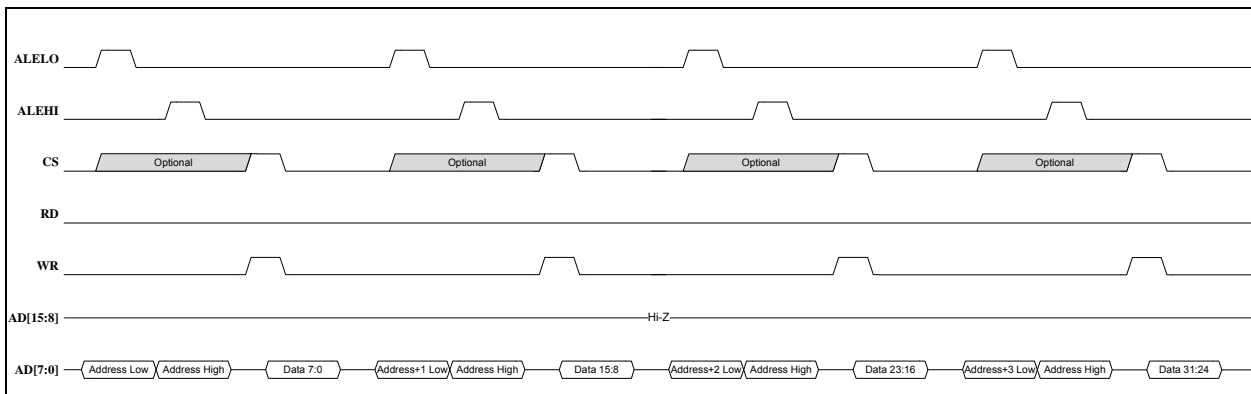 ALELO
ALEHI
CS Optional Optional Optional Optional
RD
WR
AD[15:8] Hi-Z
AD[7:0] Address Low Address High Data 7:0 Address+1 Low Address High Data 15:8 Address+2 Low Address High Data 23:16 Address+3 Low Address High Data 31:24